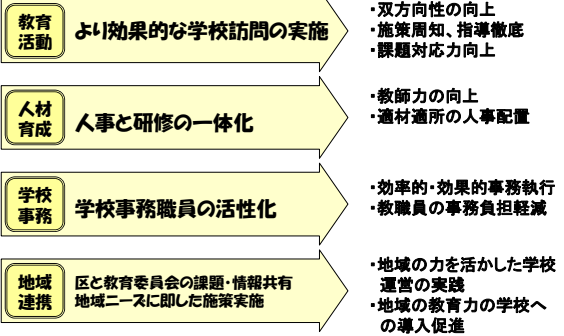 教育
活動
より効果的な学校訪問の実施
・双方向性の向上
・施策周知、指導徹底
・課題対応力向上
人材
育成
人事と研修の一体化
・教師力の向上
・適材適所の人事配置
学校
事務
学校事務職員の活性化
・効率的・効果的事務執行
・教職員の事務負担軽減
地域
連携
区と教育委員会の課題・情報共有
地域ニーズに即した施策実施
・地域の力を活かした学校
運営の実践
・地域の教育力の学校へ
の導入促進